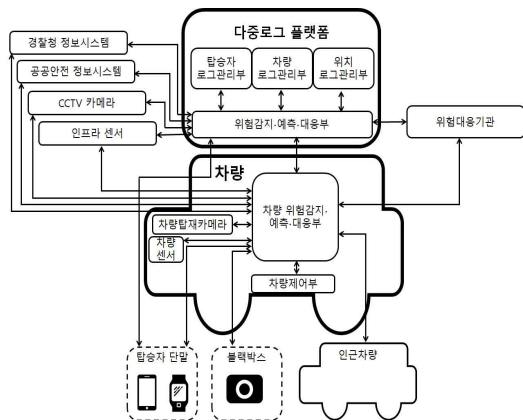 다중로그 플랫폼
경찰청 정보시스템
공공안전 정보시스템
CCTV 카메라
인프라 센서
탑승자
로그관리부
차량
로그관리부
위치
로그관리부
위험감지·예측·대응부
위험대응기관
차량
차량 위험감지·
예측·대응부
차량탑재카메라
차량
센서
차량제어부
탑승자 단말
블랙박스
인근차량